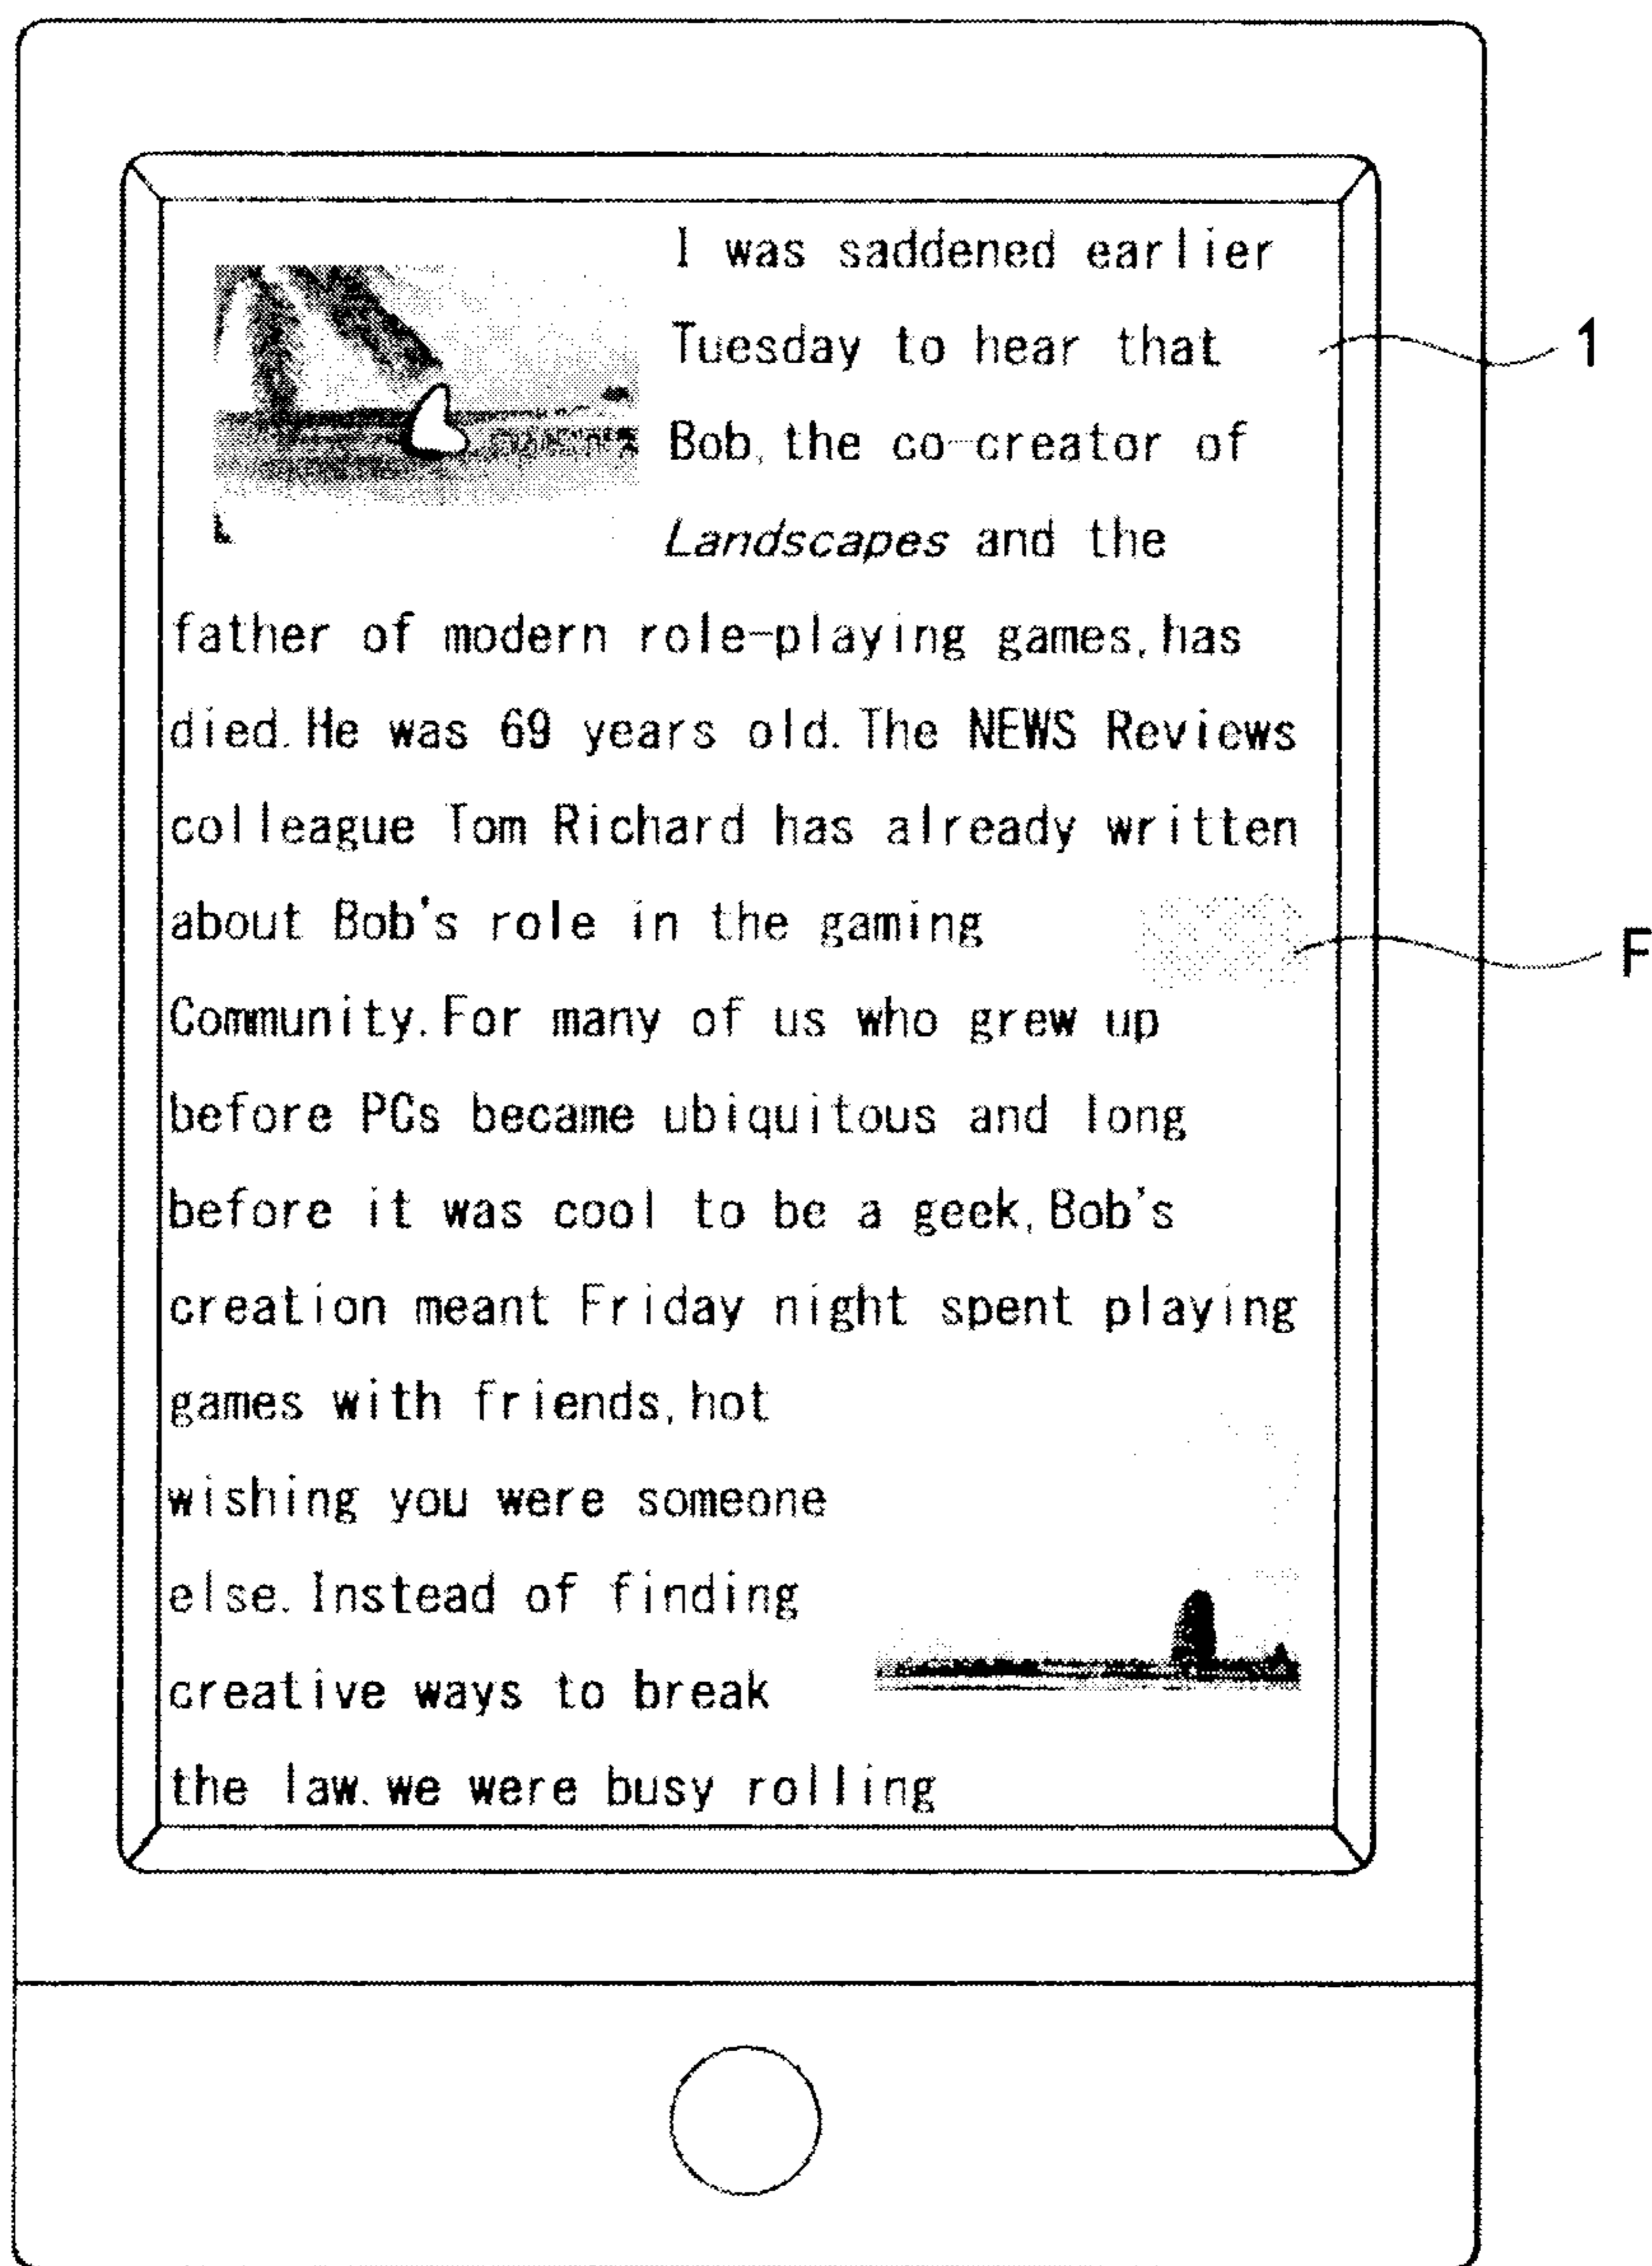 I was saddened earlier
Tuesday to hear that
1
Bob, the co-creator of
Landscapes and the
father of modern role-playing games, has
died. He was 69 years old. The NEWS Reviews
colleague Tom Richard has already written
about Bob's role in the gaming
F
Community. For many of us who grew up
before PCs became ubiquitous and long
before it was cool to be a geek, Bob's
creation meant Friday night spent playing
games with friends, hot
wishing you were someone
else. Instead of finding
creative ways to break
the law. we were busy rolling